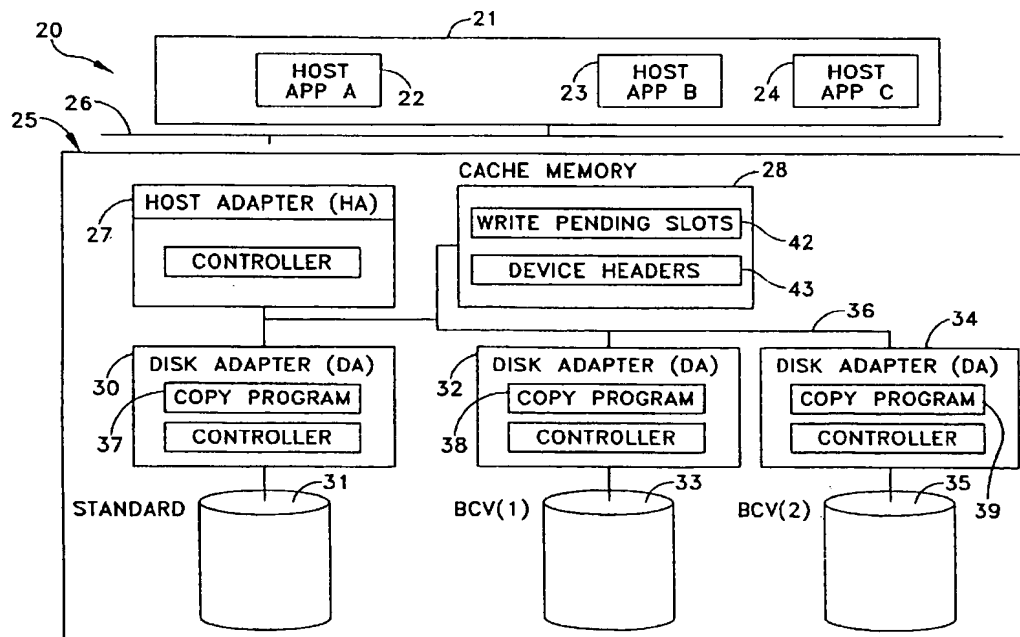 20
21
HOST
APP A
22
23
HOST
APP B
24
HOST
APP C
26
25
CACHE MEMORY
28
HOST ADAPTER (HA)
27
CONTROLLER
WRITE PENDING SLOTS
42
DEVICE HEADERS
43
36
34
30
DISK ADAPTER (DA)
COPY PROGRAM
37
CONTROLLER
32
DISK ADAPTER (DA)
COPY PROGRAM
38
CONTROLLER
DISK ADAPTER (DA)
COPY PROGRAM
CONTROLLER
39
STANDARD
31
BCV(1)
33
BCV(2)
35